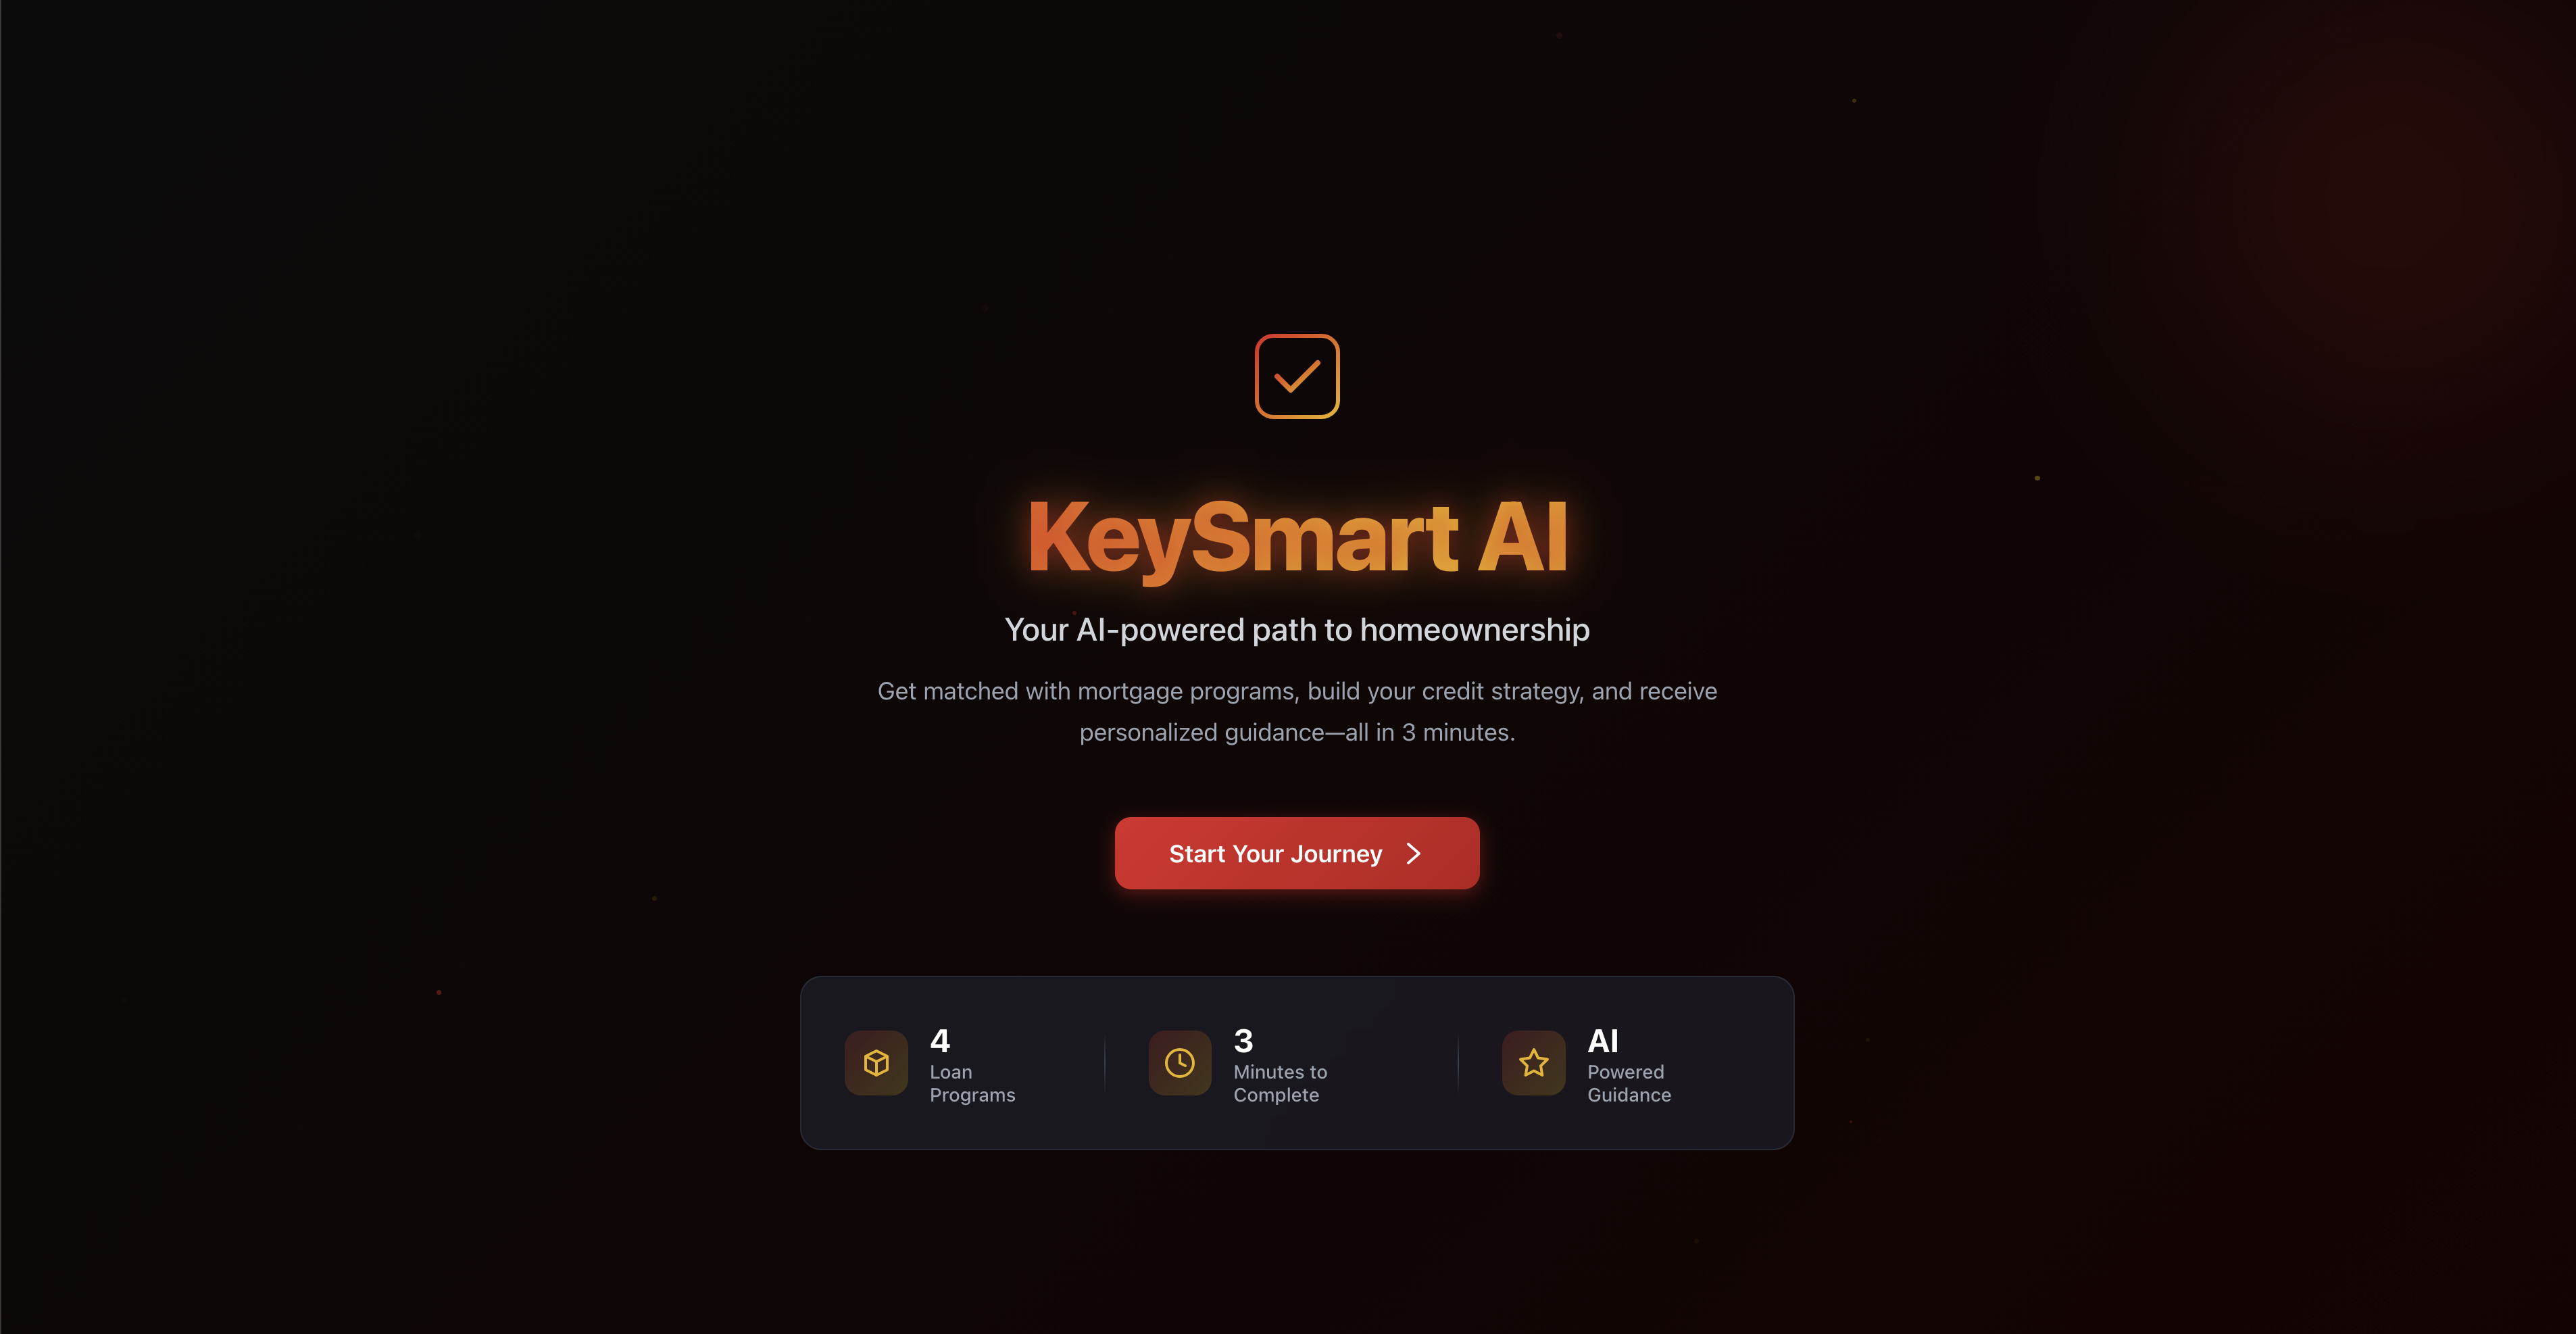 KeySmart AI
Your AI-powered path to homeownership
Get matched with mortgage programs, build your credit strategy, and receive
personalized guidance—all in 3 minutes.
Start Your Journey
4
Loan
Programs
3
Minutes to
Complete
AI
Powered
Guidance